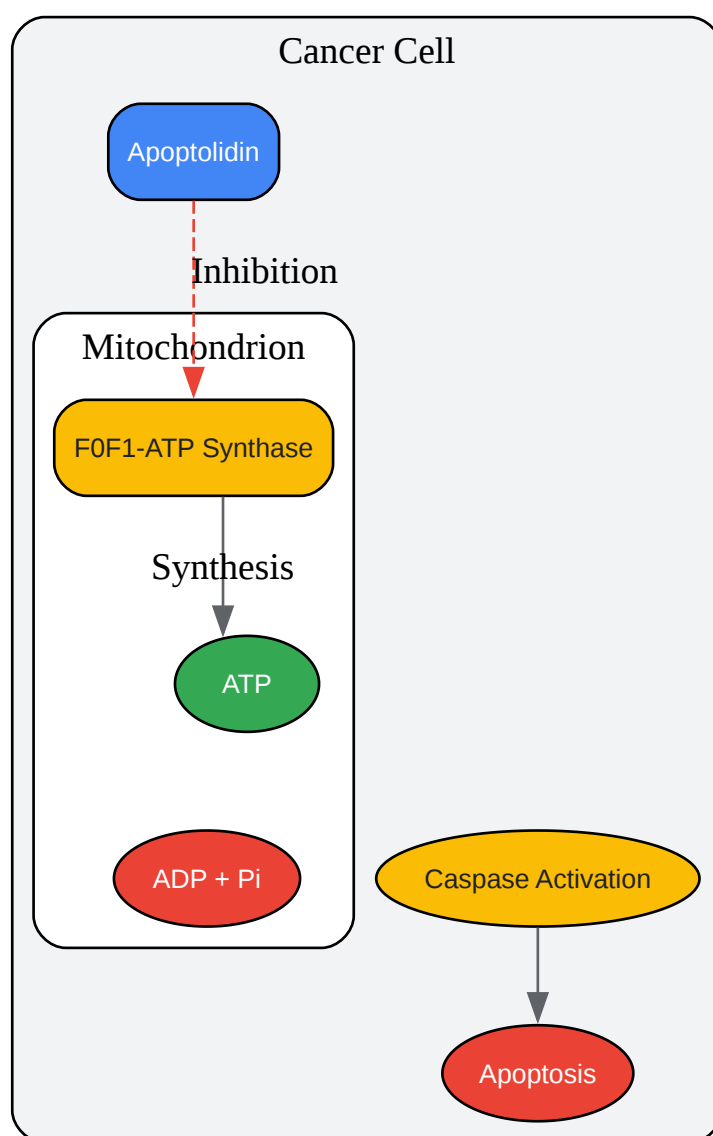 Cancer Cell
Apoptolidin
Inhibition
Mitochondrion
F0F1-ATP Synthase
Synthesis
ATP
ADP + Pi
Caspase Activation
Apoptosis